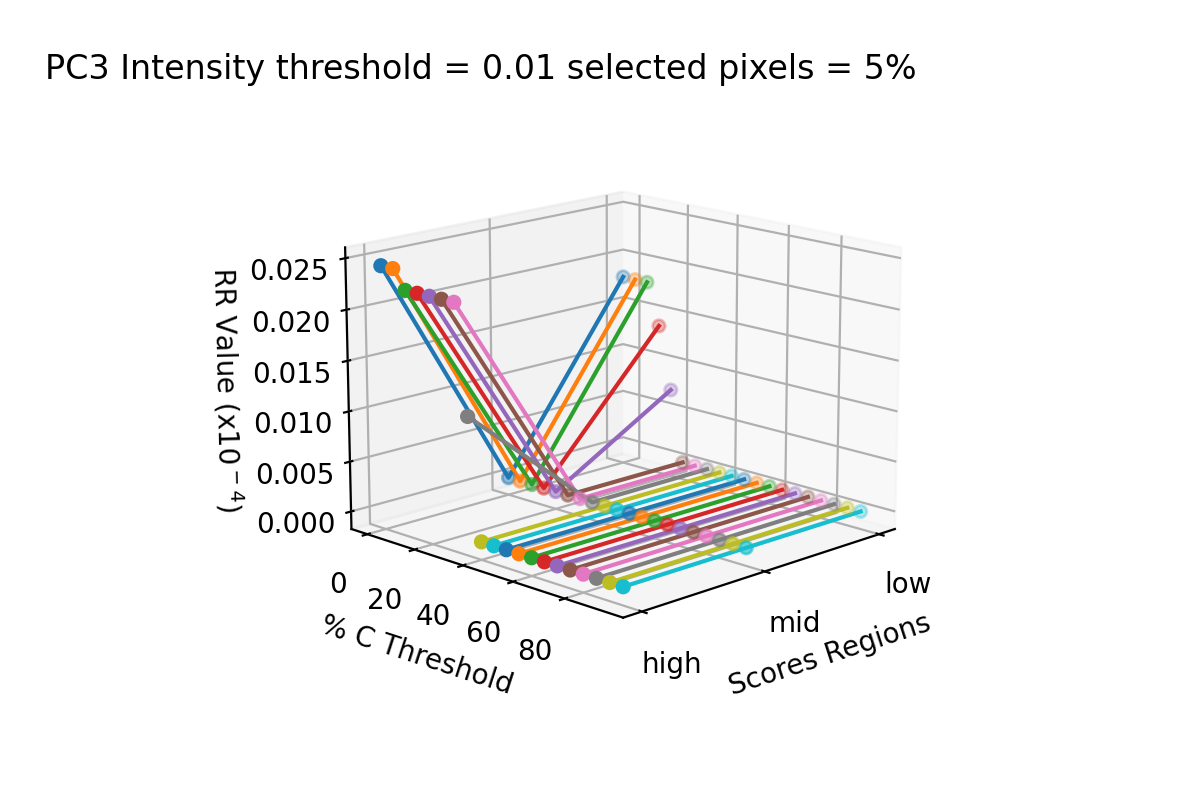 PC3 Intensity threshold = 0.01 selected pixels = 5%
0.025
0.020
0.015
0.010
0.005
0.000
RR Value (x10⁻⁴)
0
20
40
60
80
% C Threshold
high
mid
low
Scores Regions